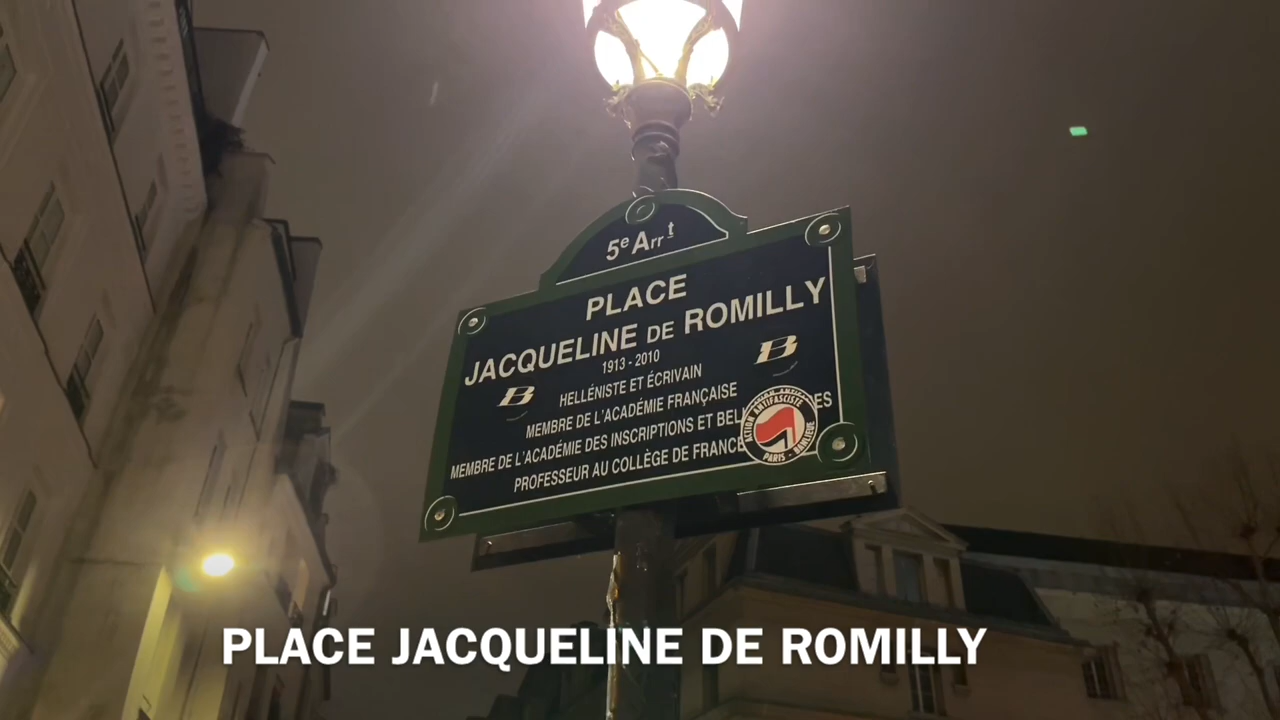 5e Arrt
PLACE
JACQUELINE DE ROMILLY
1913 - 2010
B
B
HELLÉNISTE ET ÉCRIVAIN
MEMBRE DE L'ACADÉMIE FRANÇAISE
MEMBRE DE L'ACADÉMIE DES INSCRIPTIONS ET BEL ES
PROFESSEUR AU COLLÈGE DE FRANCE
ACTION ANTIFASCISTE
PARIS - BANLIEUE
PLACE JACQUELINE DE ROMILLY